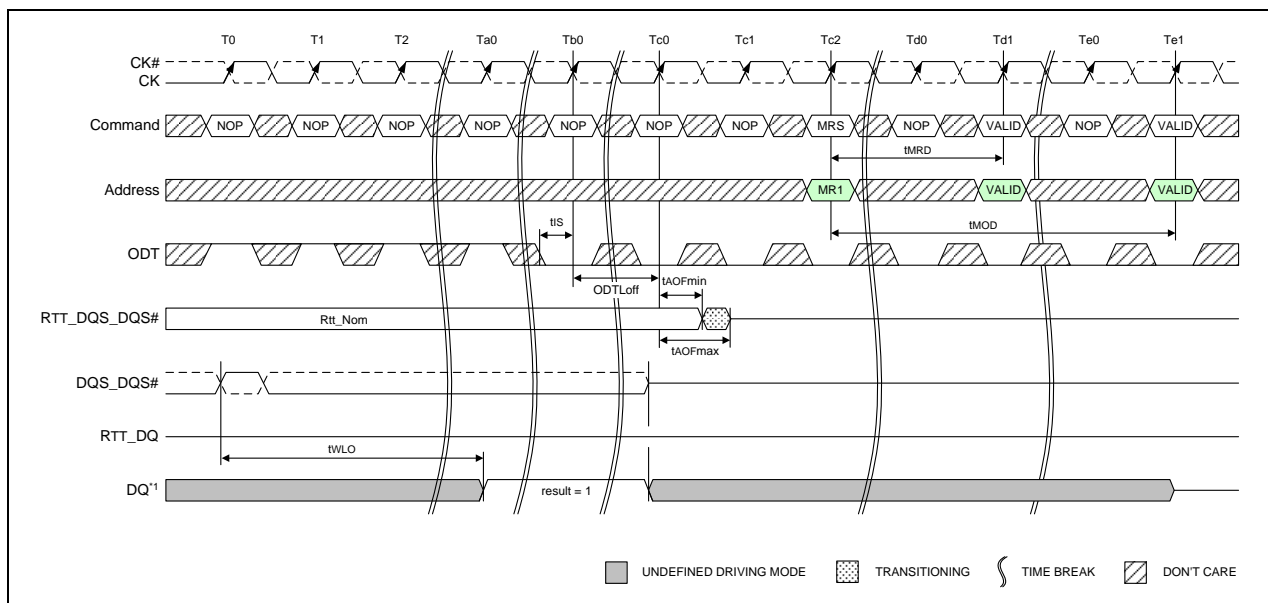 T0 T1 T2 Ta0 Tb0 Tc0 Tc1 Tc2 Td0 Td1 Te0 Te1
CK#
CK
Command NOP NOP NOP NOP NOP NOP NOP MRS NOP VALID NOP VALID
tMRD
Address MR1 VALID VALID
tIS tMOD
ODT
ODTLoff tAOFmin
RTT_DQS_DQS# Rtt_Nom
tAOFmax
DQS_DQS#
RTT_DQ
tWLO
DQ*1 result = 1
UNDEFINED DRIVING MODE TRANSITIONING TIME BREAK DON'T CARE